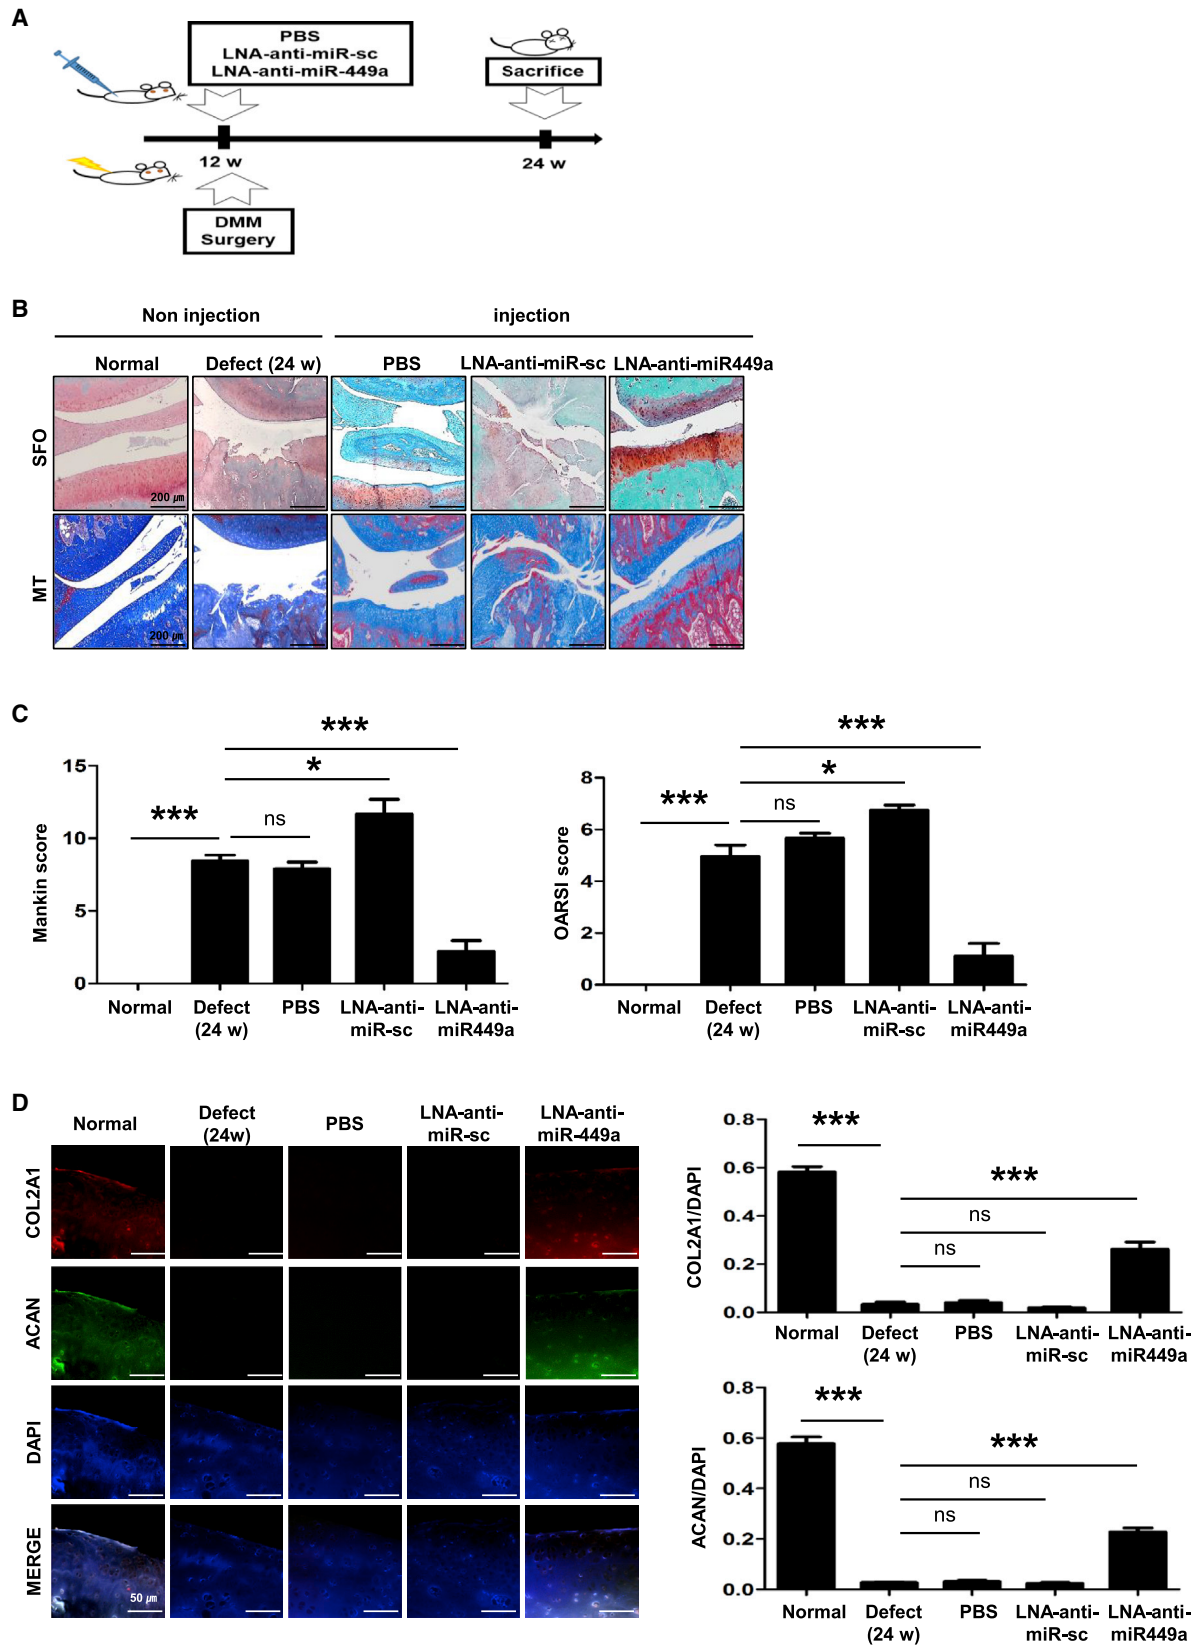 A
PBS
LNA-anti-miR-sc
LNA-anti-miR-449a
Sacrifice
12 w
24 w
DMM
Surgery
B
Non injection
injection
Normal
Defect (24 w)
PBS
LNA-anti-miR-sc
LNA-anti-miR449a
SFO
200 µm
MT
200 µm
C
Mankin score
15
10
5
0
***
ns
*
***
Normal
Defect
(24 w)
PBS
LNA-anti-
miR-sc
LNA-anti-
miR449a
OARSI score
8
6
4
2
0
***
ns
*
***
Normal
Defect
(24 w)
PBS
LNA-anti-
miR-sc
LNA-anti-
miR449a
D
Normal
Defect
(24w)
PBS
LNA-anti-
miR-sc
LNA-anti-
miR-449a
COL2A1
ACAN
DAPI
MERGE
50 µm
COL2A1/DAPI
0.8
0.6
0.4
0.2
0.0
***
***
ns
ns
Normal
Defect
(24 w)
PBS
LNA-anti-
miR-sc
LNA-anti-
miR449a
ACAN/DAPI
0.8
0.6
0.4
0.2
0.0
***
***
ns
ns
Normal
Defect
(24 w)
PBS
LNA-anti-
miR-sc
LNA-anti-
miR449a